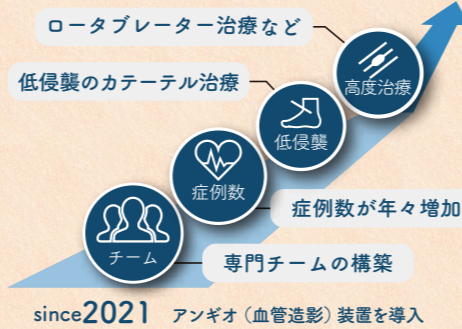 ロータブレーター治療など
高度治療
低侵襲のカテーテル治療
低侵襲
症例数
症例数が年々増加
チーム
専門チームの構築
since2021 アンギオ（血管造影）装置を導入